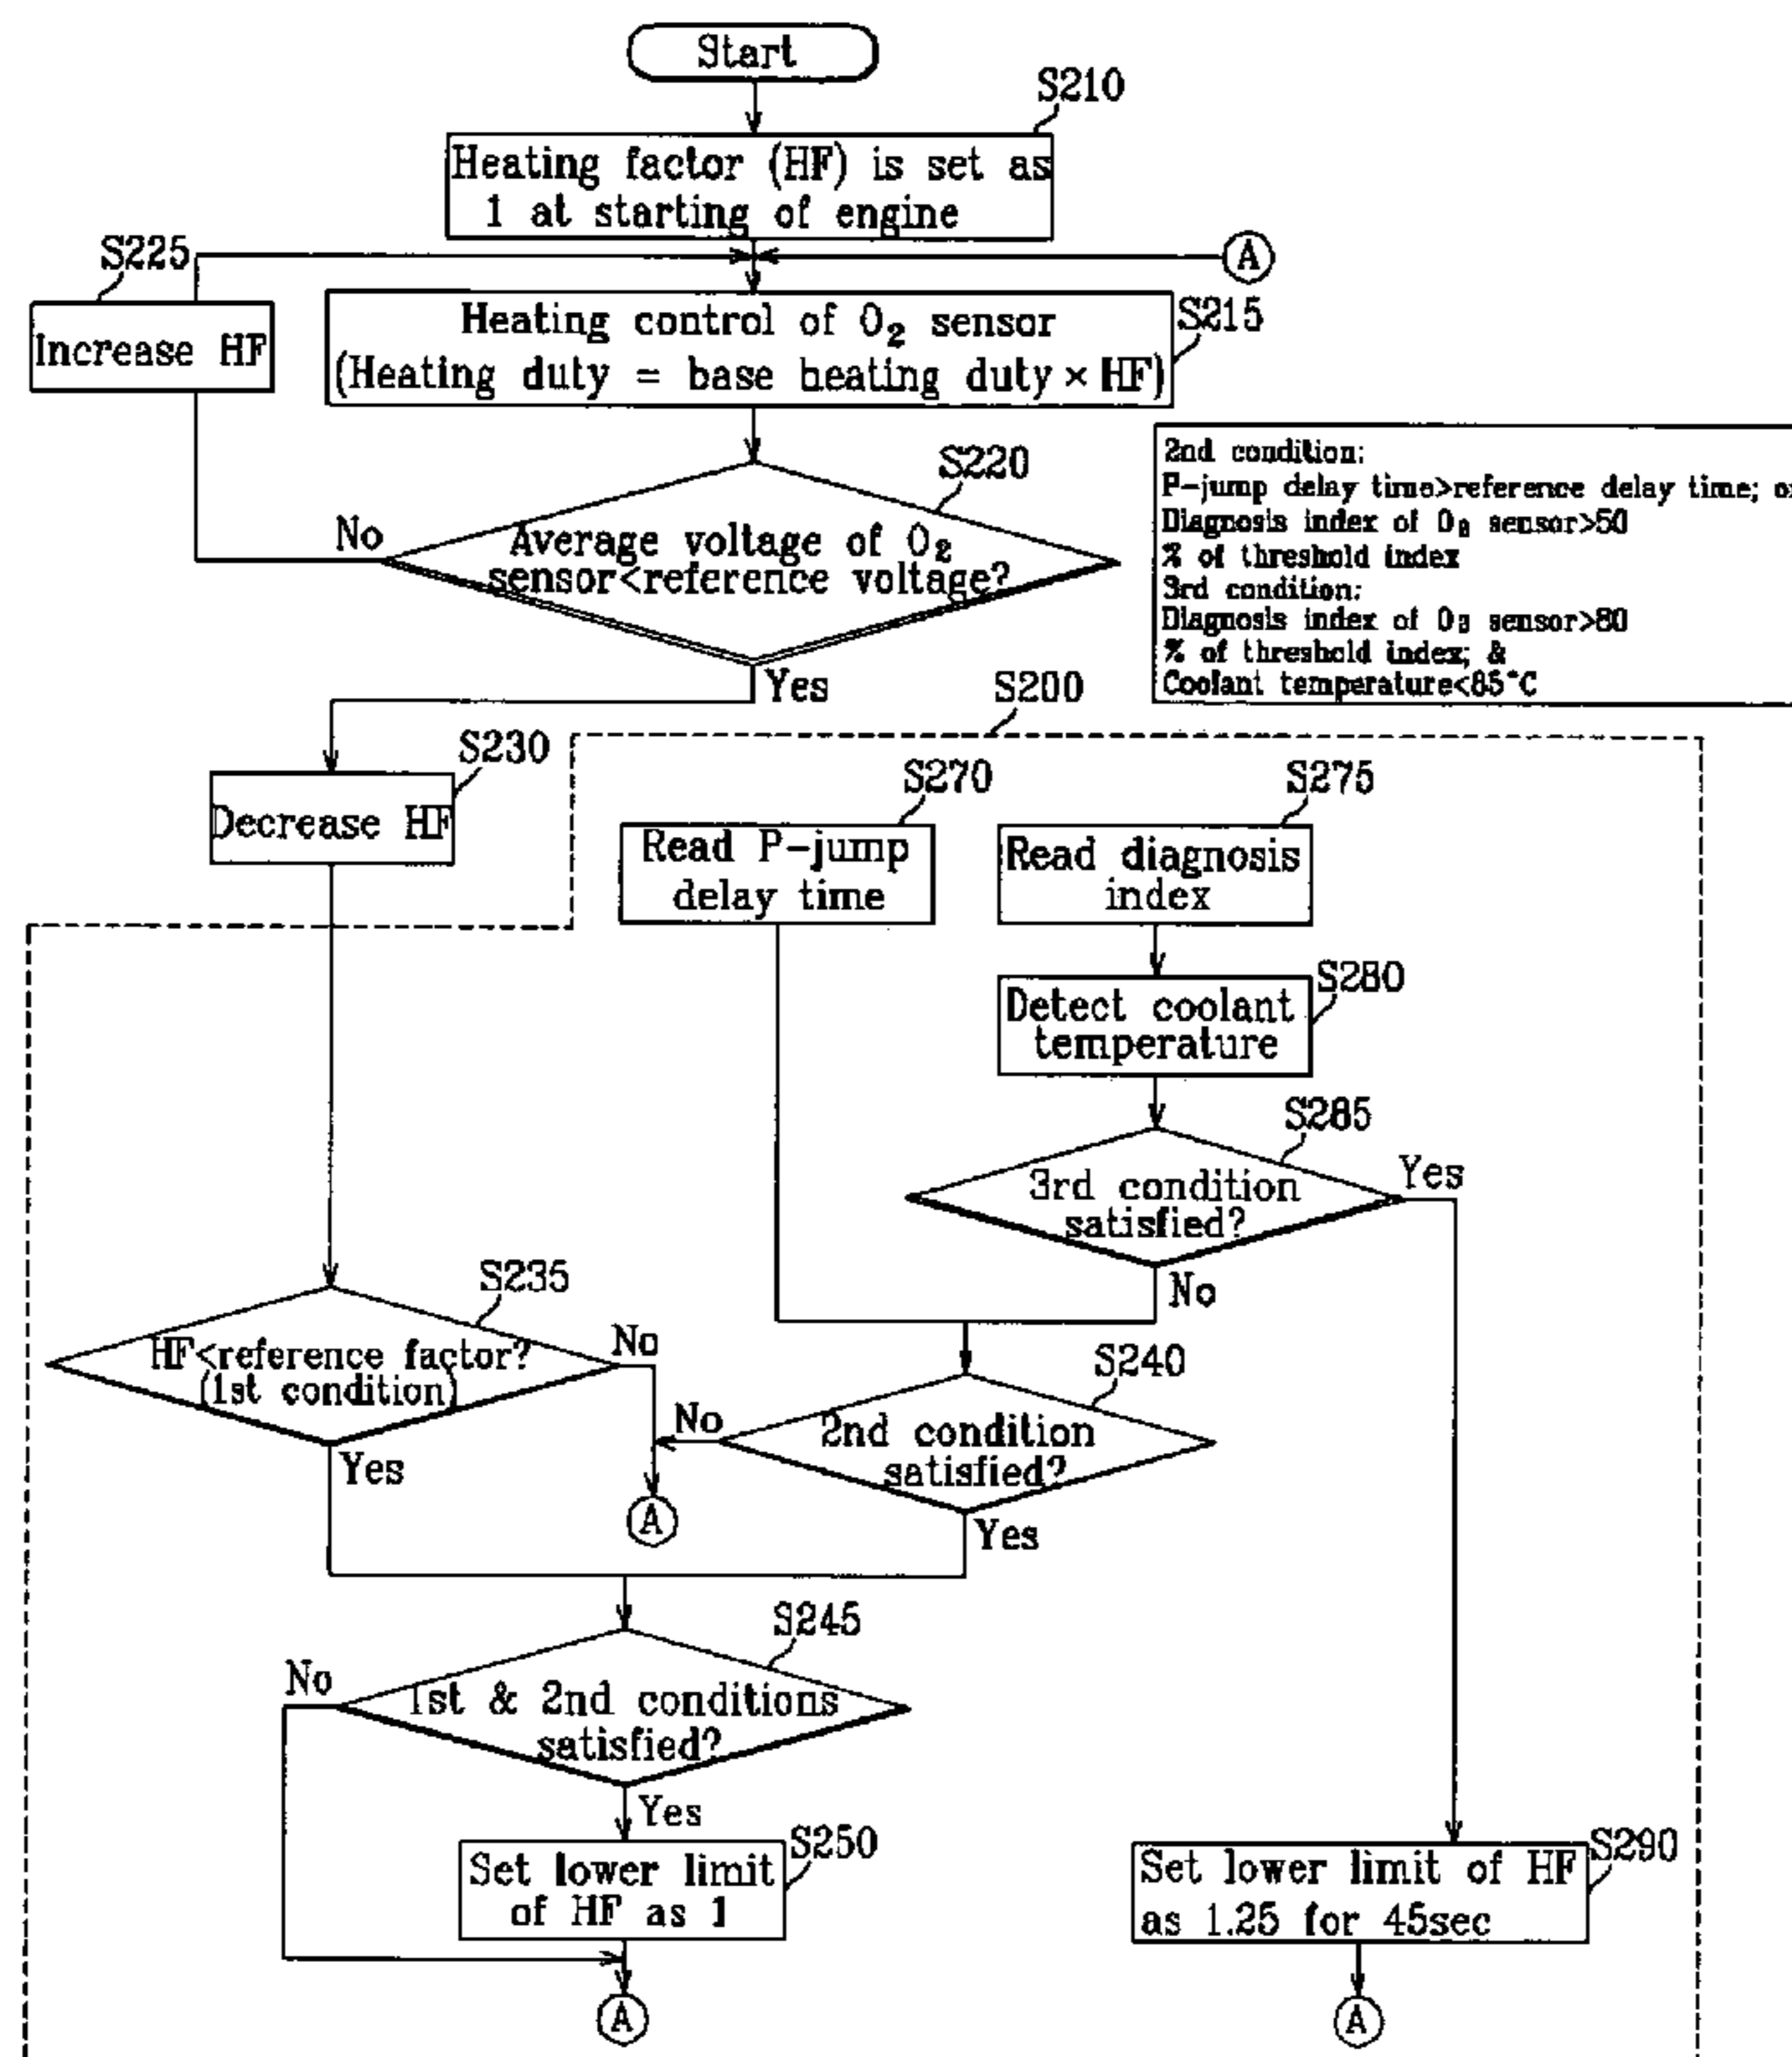 Start
S210
Heating factor (HF) is set as
1 at starting of engine
S225
A
Increase HF
Heating control of O₂ sensor
(Heating duty = base heating duty × HF)
S215
S220
No
Average voltage of O₂
sensor<reference voltage?
Yes
2nd condition:
P-jump delay time>reference delay time;
Diagnosis index of O₂ sensor>50
% of threshold index
3rd condition:
Diagnosis index of O₂ sensor>80
% of threshold index; &
Coolant temperature<85°C
S200
S230
Decrease HF
S270
Read P-jump
delay time
S275
Read diagnosis
index
S280
Detect coolant
temperature
S285
3rd condition
satisfied?
Yes
No
S235
HF<reference factor?
(1st condition)
No
Yes
S240
2nd condition
satisfied?
No
Yes
A
S245
1st & 2nd conditions
satisfied?
No
Yes
S250
Set lower limit
of HF as 1
S290
Set lower limit of HF
as 1.25 for 45sec
A
A